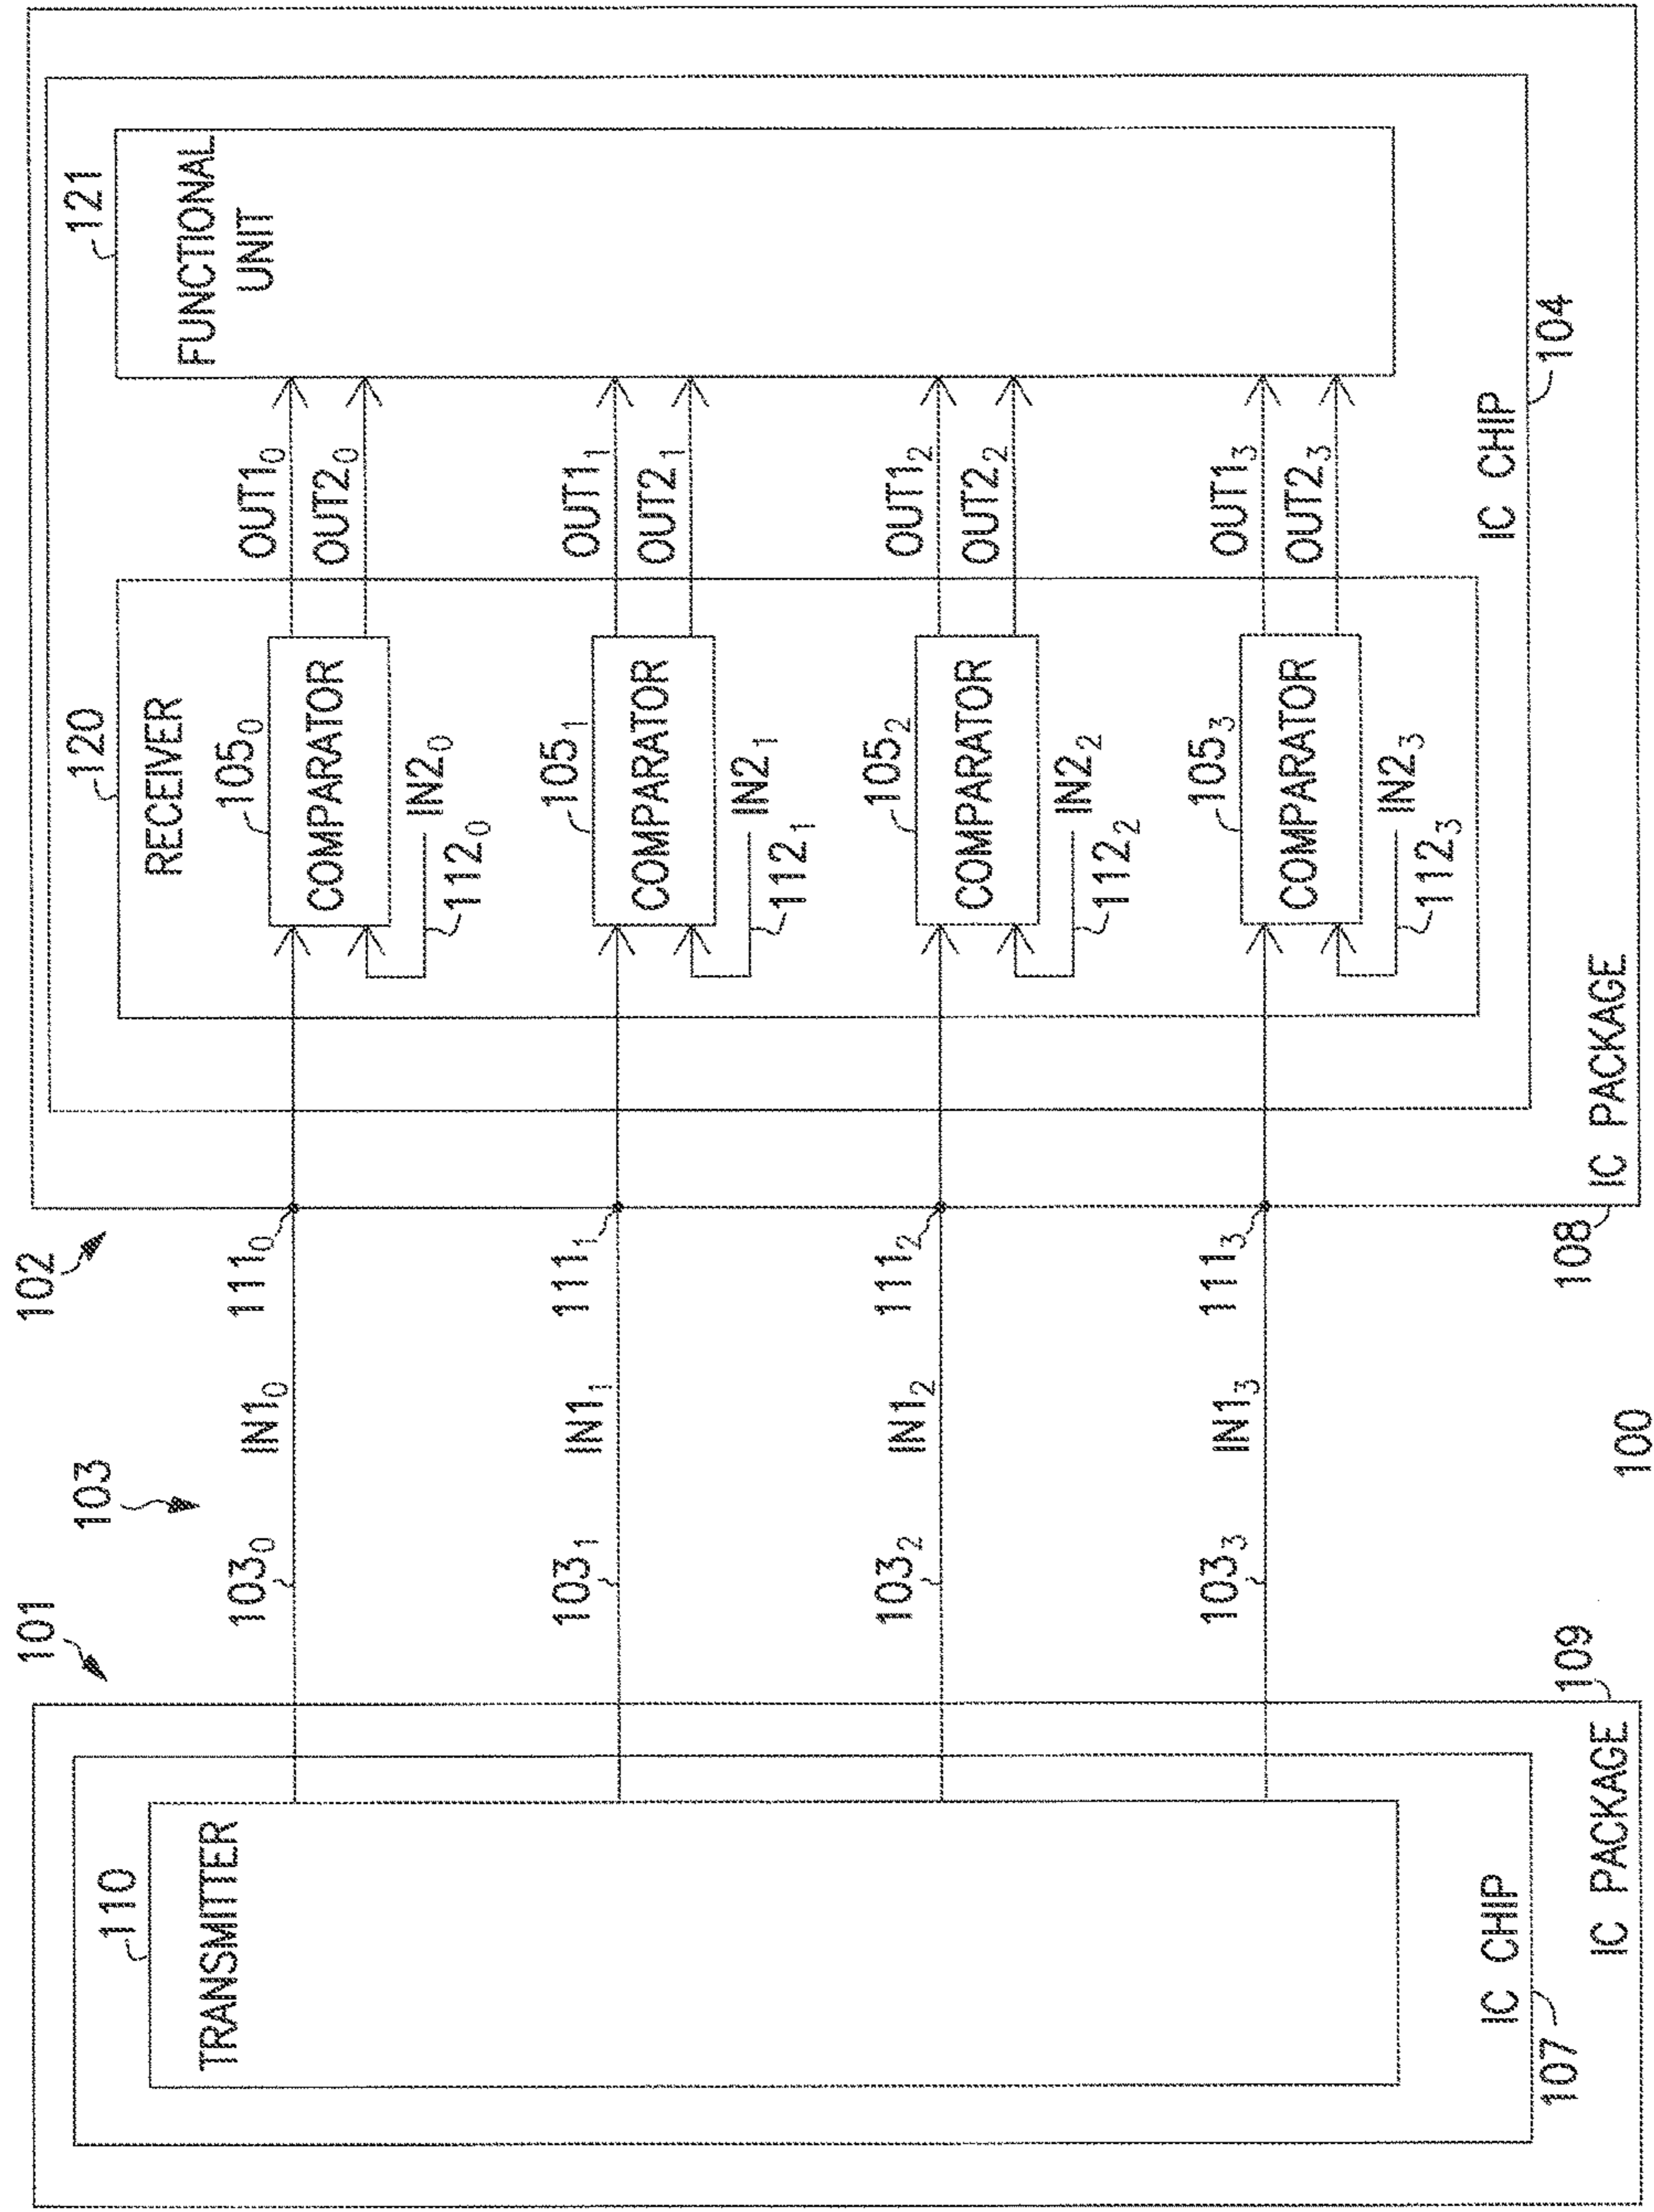 101
110
TRANSMITTER
IC CHIP
107
IC PACKAGE
109
103
103₀
IN1₀
111₀
103₁
IN1₁
111₁
103₂
IN1₂
111₂
103₃
IN1₃
111₃
100
102
120
RECEIVER
105₀
COMPARATOR
IN2₀
112₀
OUT1₀
OUT2₀
105₁
COMPARATOR
IN2₁
112₁
OUT1₁
OUT2₁
105₂
COMPARATOR
IN2₂
112₂
OUT1₂
OUT2₂
105₃
COMPARATOR
IN2₃
112₃
OUT1₃
OUT2₃
121
FUNCTIONAL
UNIT
IC CHIP
104
IC PACKAGE
108